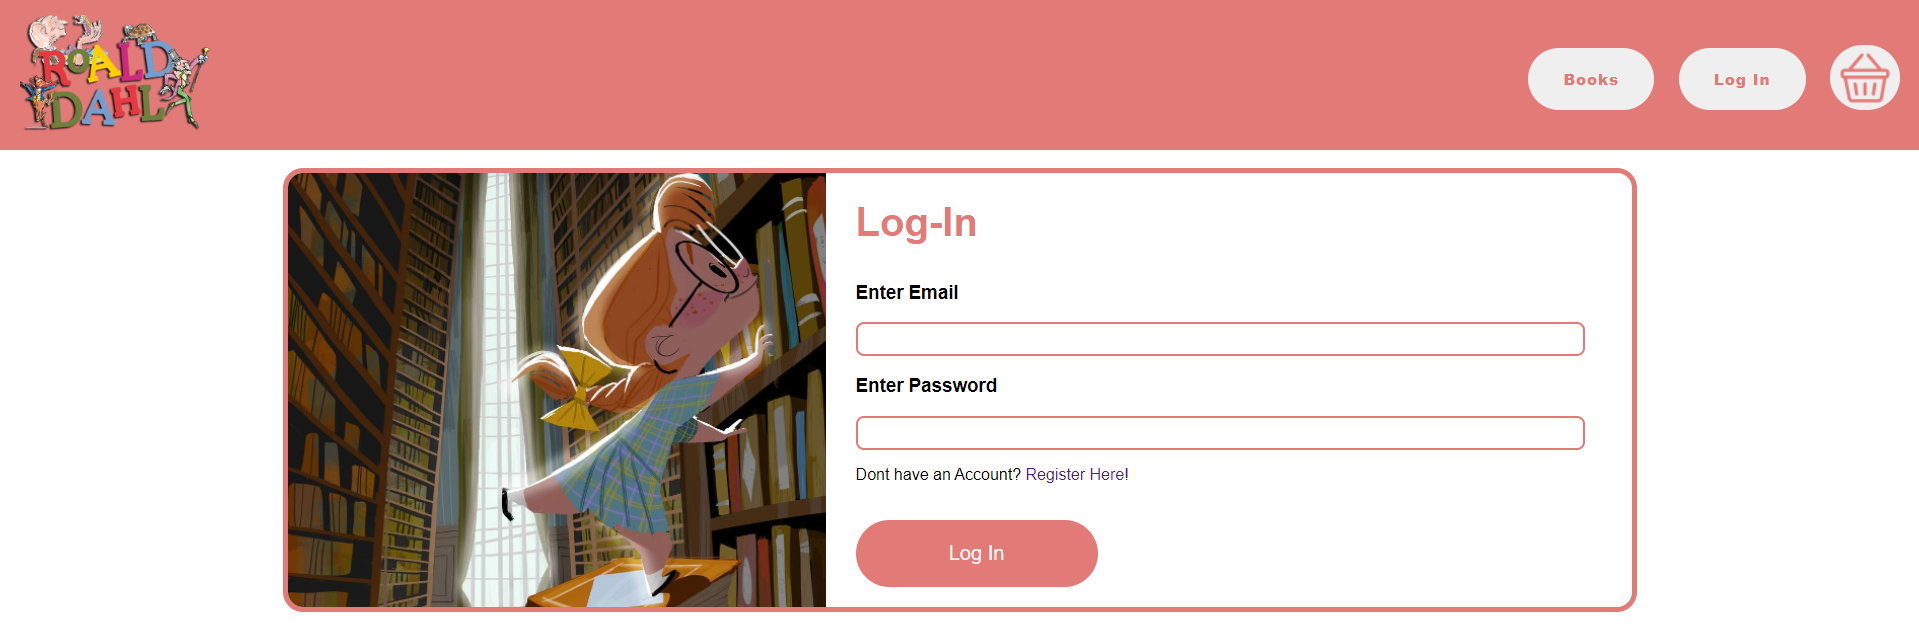 ROALD
DAHL
Books
Log In
Log-In
Enter Email
Enter Password
Dont have an Account? Register Here!
Log In